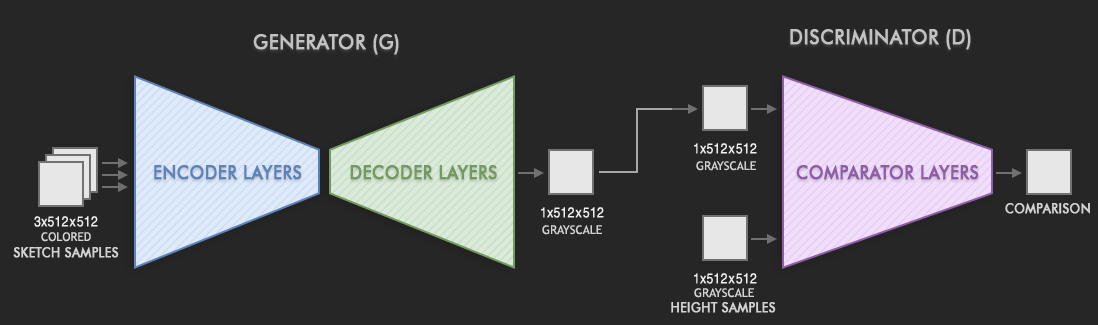 GENERATOR (G)
DISCRIMINATOR (D)
ENCODER LAYERS
DECODER LAYERS
COMPARATOR LAYERS
3x512x512
COLORED
SKETCH SAMPLES
1x512x512
GRAYSCALE
1x512x512
GRAYSCALE
1x512x512
GRAYSCALE
HEIGHT SAMPLES
COMPARISON